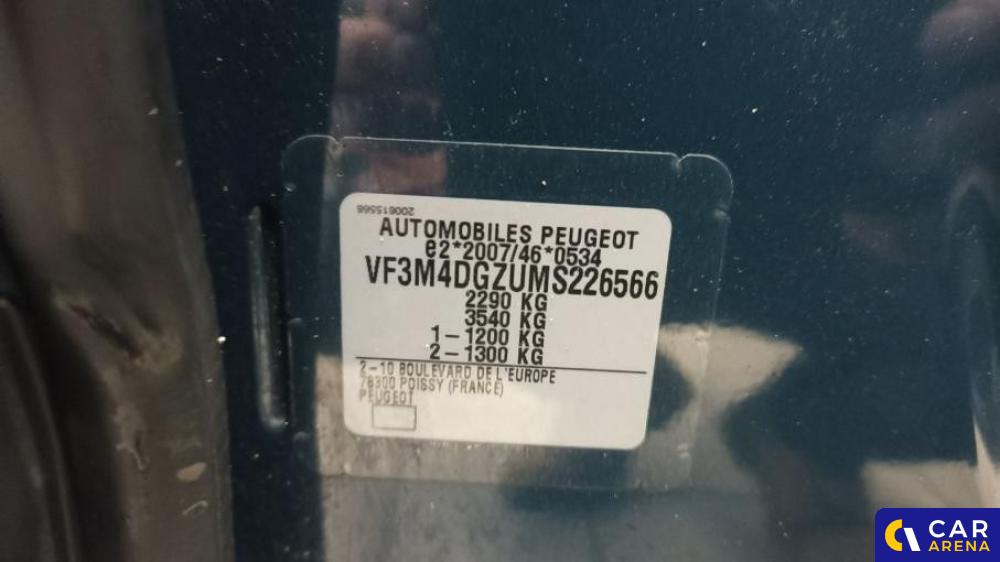 200615566
AUTOMOBILES PEUGEOT
e2*2007/46*0534
VF3M4DGZUMS226566
2290 KG
3540 KG
1-1200 KG
2-1300 KG
2-10 BOULEVARD DE L'EUROPE
78300 POISSY (FRANCE)
PEUGEOT
CAR
ARENA